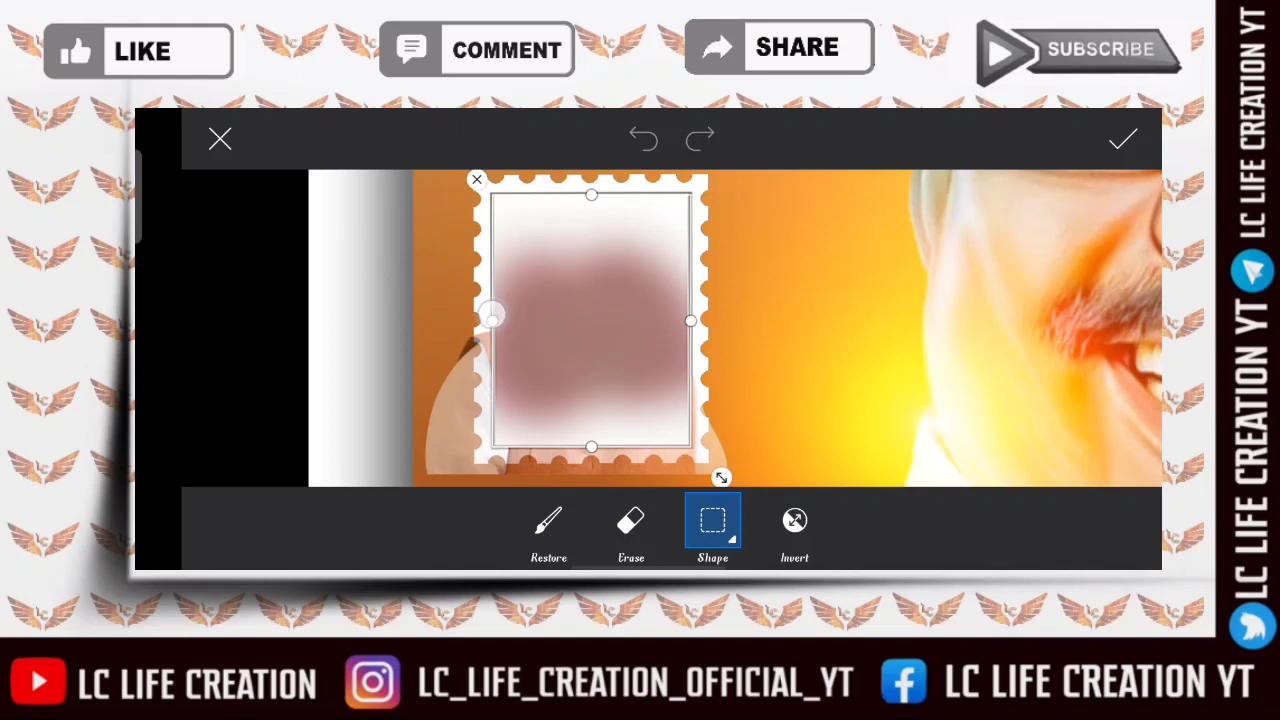 LIKE
COMMENT
SHARE
SUBSCRIBE
Restore
Erase
Shape
Invert
LC LIFE CREATION
LC_LIFE_CREATION_OFFICIAL_YT
LC LIFE CREATION YT
LC LIFE CREATION YT
LC LIFE CREATION YT